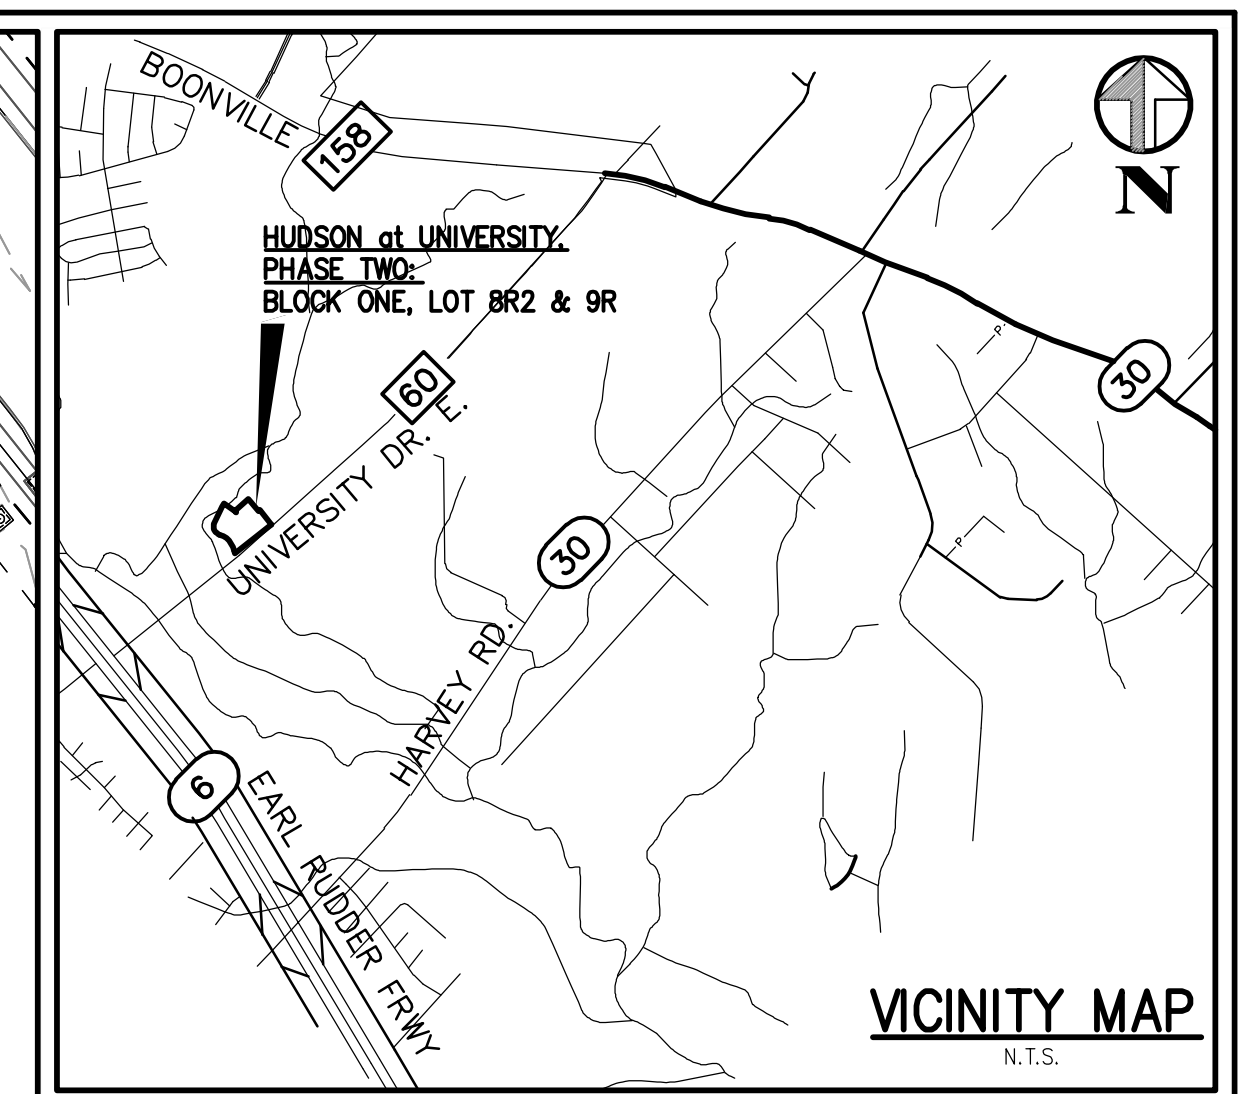 BOONVILLE
158
N
HUDSON at UNIVERSITY,
PHASE TWO:
BLOCK ONE, LOT 8R2 & 9R
60
UNIVERSITY DR. E.
30
P.
30
P.
HARVEY RD.
6
EARL RUDDER FRWY
VICINITY MAP
N.T.S.